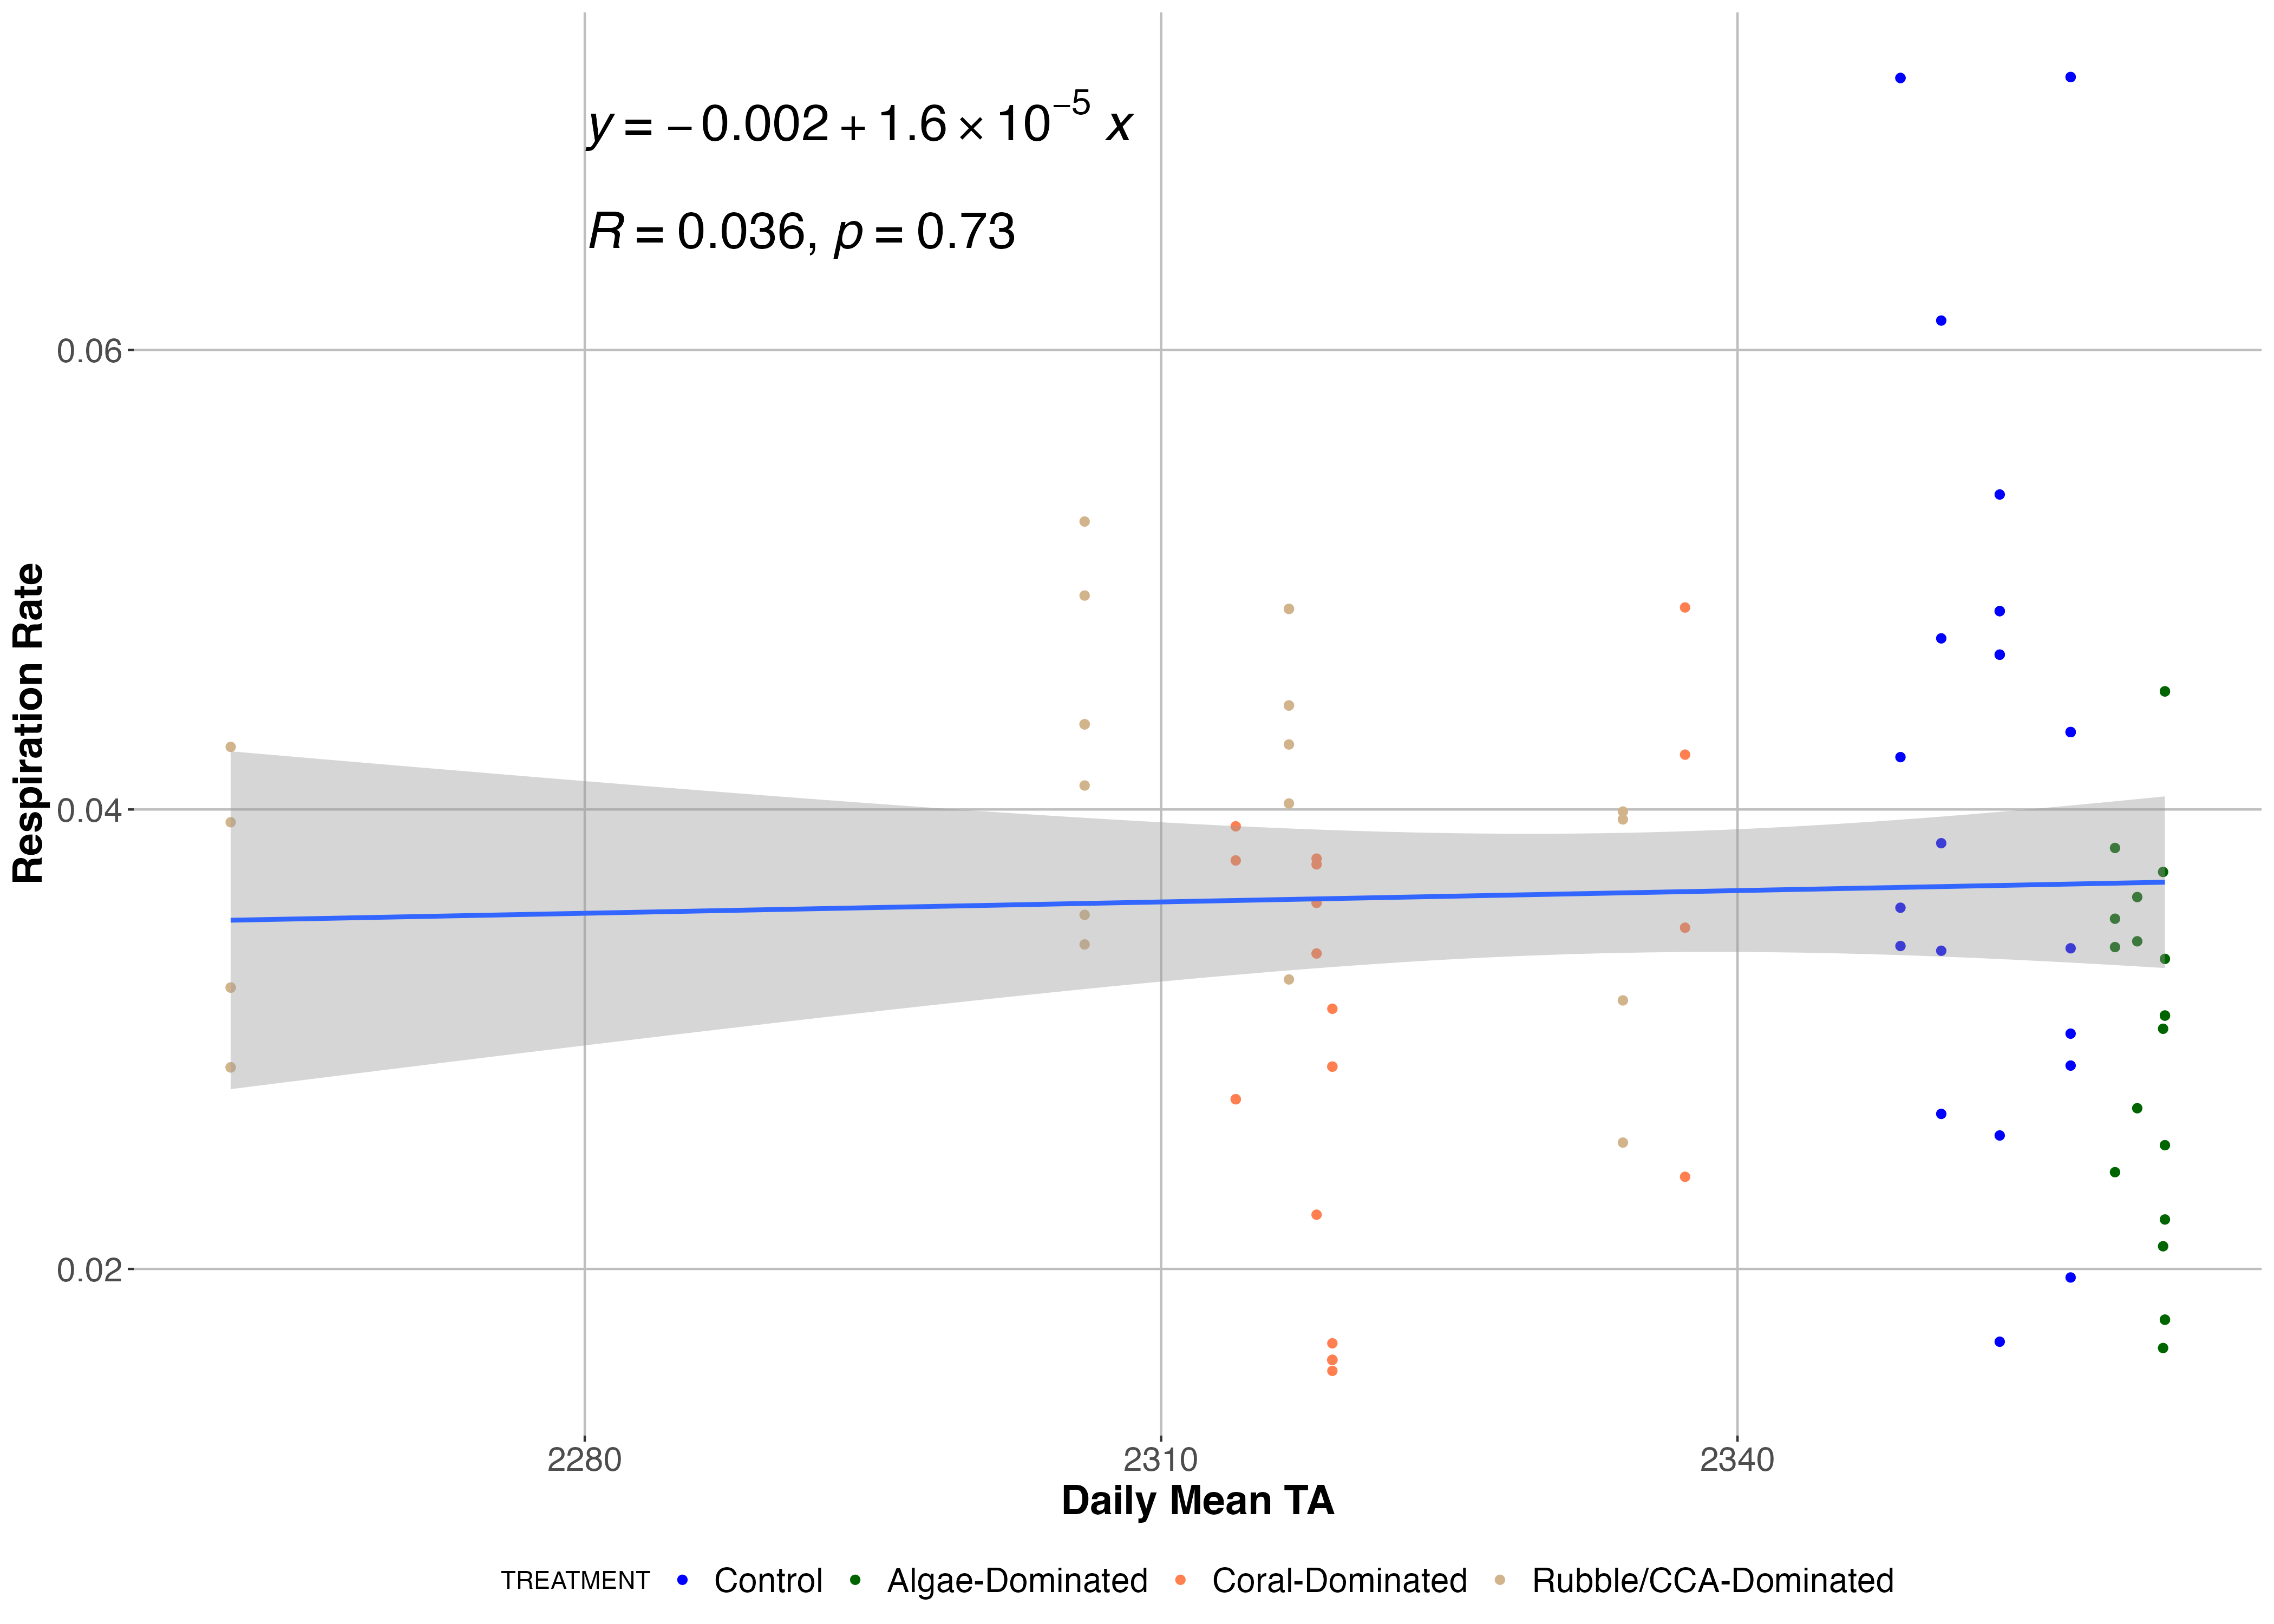 y = −0.002 + 1.6 × 10⁻⁵ x
R = 0.036, p = 0.73
0.06
0.04
0.02
Respiration Rate
2280 2310 2340
Daily Mean TA
TREATMENT Control Algae-Dominated Coral-Dominated Rubble/CCA-Dominated